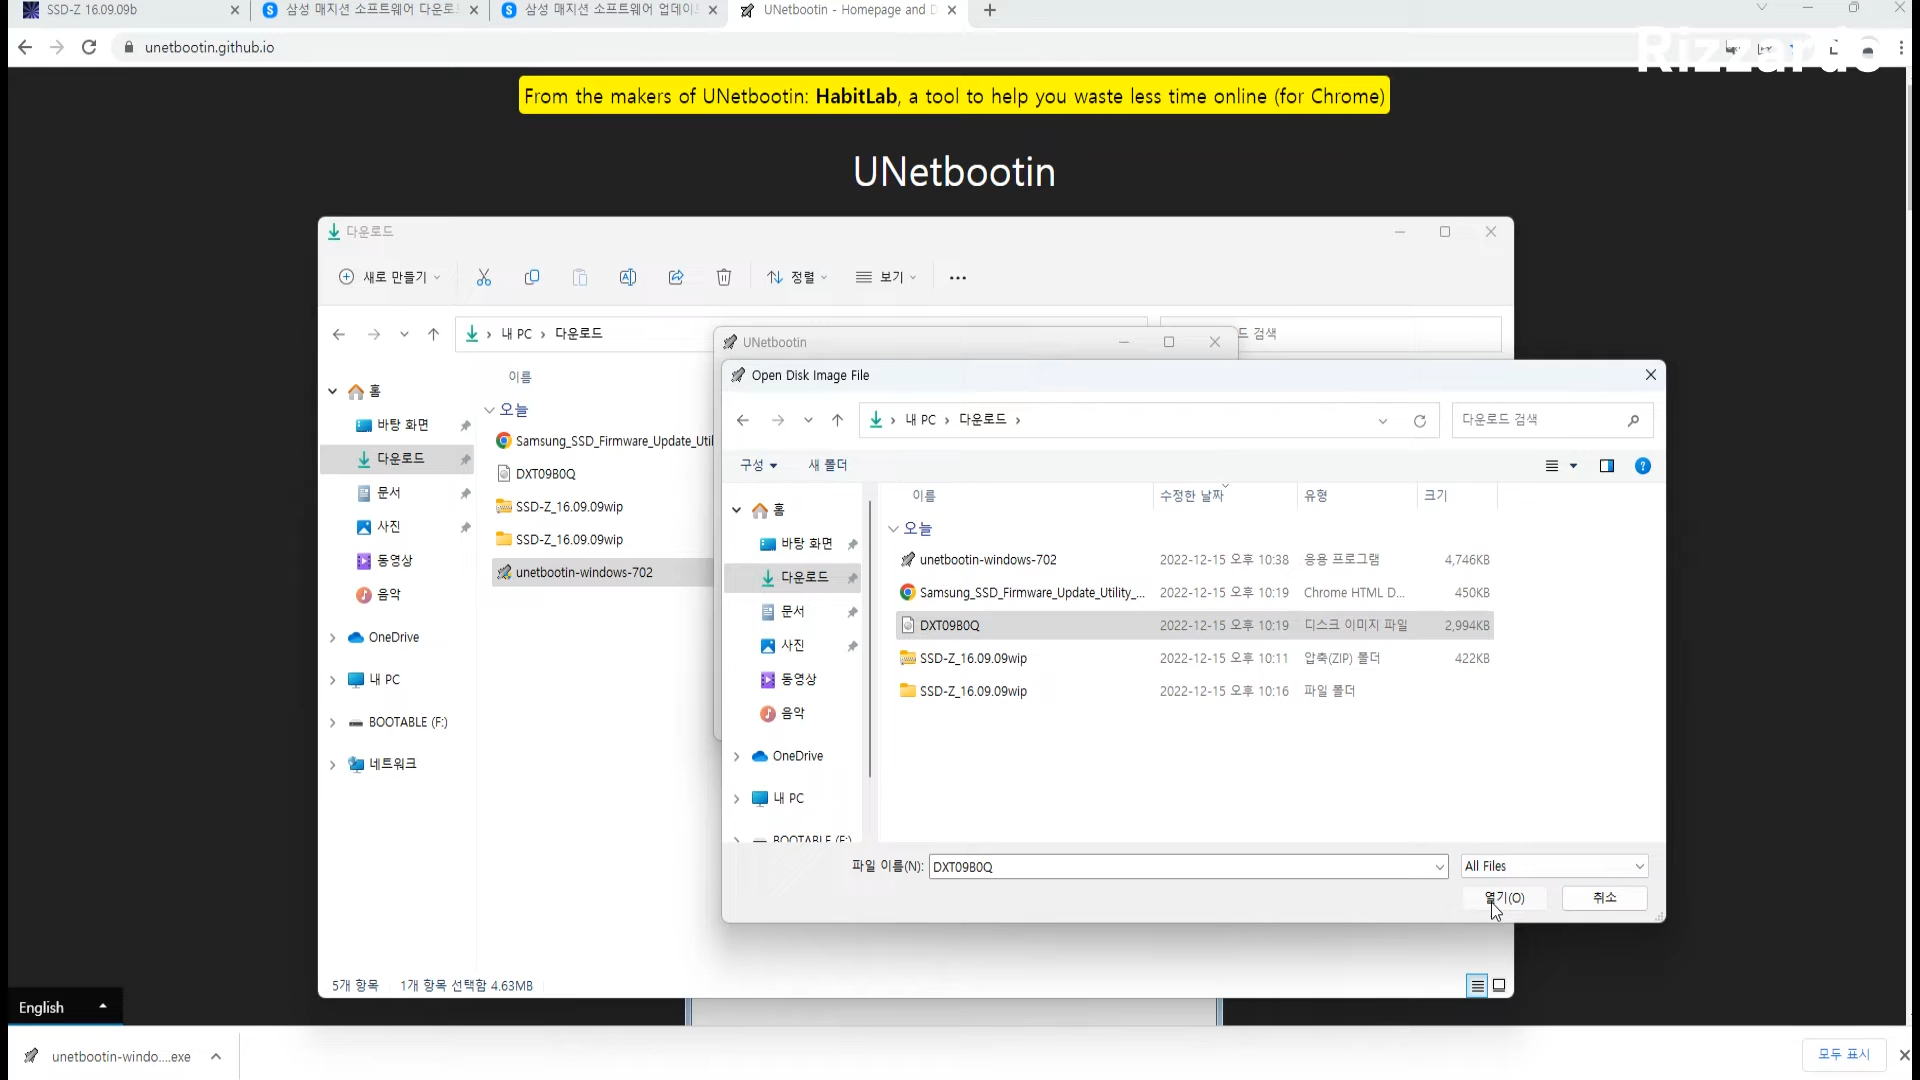 SSD-Z 16.09.09b
삼성 매지션 소프트웨어 다운로드
삼성 매지션 소프트웨어 업데이트
UNetbootin - Homepage and D
unetbootin.github.io
Rizzardo
From the makers of UNetbootin: HabitLab, a tool to help you waste less time online (for Chrome)
UNetbootin
다운로드
새로 만들기
정렬
보기
내 PC
다운로드
드 검색
이름
홈
오늘
바탕 화면
다운로드
문서
사진
동영상
음악
OneDrive
내 PC
BOOTABLE (F:)
네트워크
Samsung_SSD_Firmware_Update_Util
DXT09B0Q
SSD-Z_16.09.09wip
SSD-Z_16.09.09wip
unetbootin-windows-702
5개 항목
1개 항목 선택함 4.63MB
UNetbootin
Open Disk Image File
내 PC
다운로드
다운로드 검색
구성
새 폴더
홈
바탕 화면
다운로드
문서
사진
동영상
음악
OneDrive
내 PC
BOOTABLE (F:)
이름 수정한 날짜 유형 크기
오늘
unetbootin-windows-702 2022-12-15 오후 10:38 응용 프로그램 4,746KB
Samsung_SSD_Firmware_Update_Utility_... 2022-12-15 오후 10:19 Chrome HTML D... 450KB
DXT09B0Q 2022-12-15 오후 10:19 디스크 이미지 파일 2,994KB
SSD-Z_16.09.09wip 2022-12-15 오후 10:11 압축(ZIP) 폴더 422KB
SSD-Z_16.09.09wip 2022-12-15 오후 10:16 파일 폴더
파일 이름(N): DXT09B0Q
All Files
열기(O)
취소
English
unetbootin-windo....exe
모두 표시